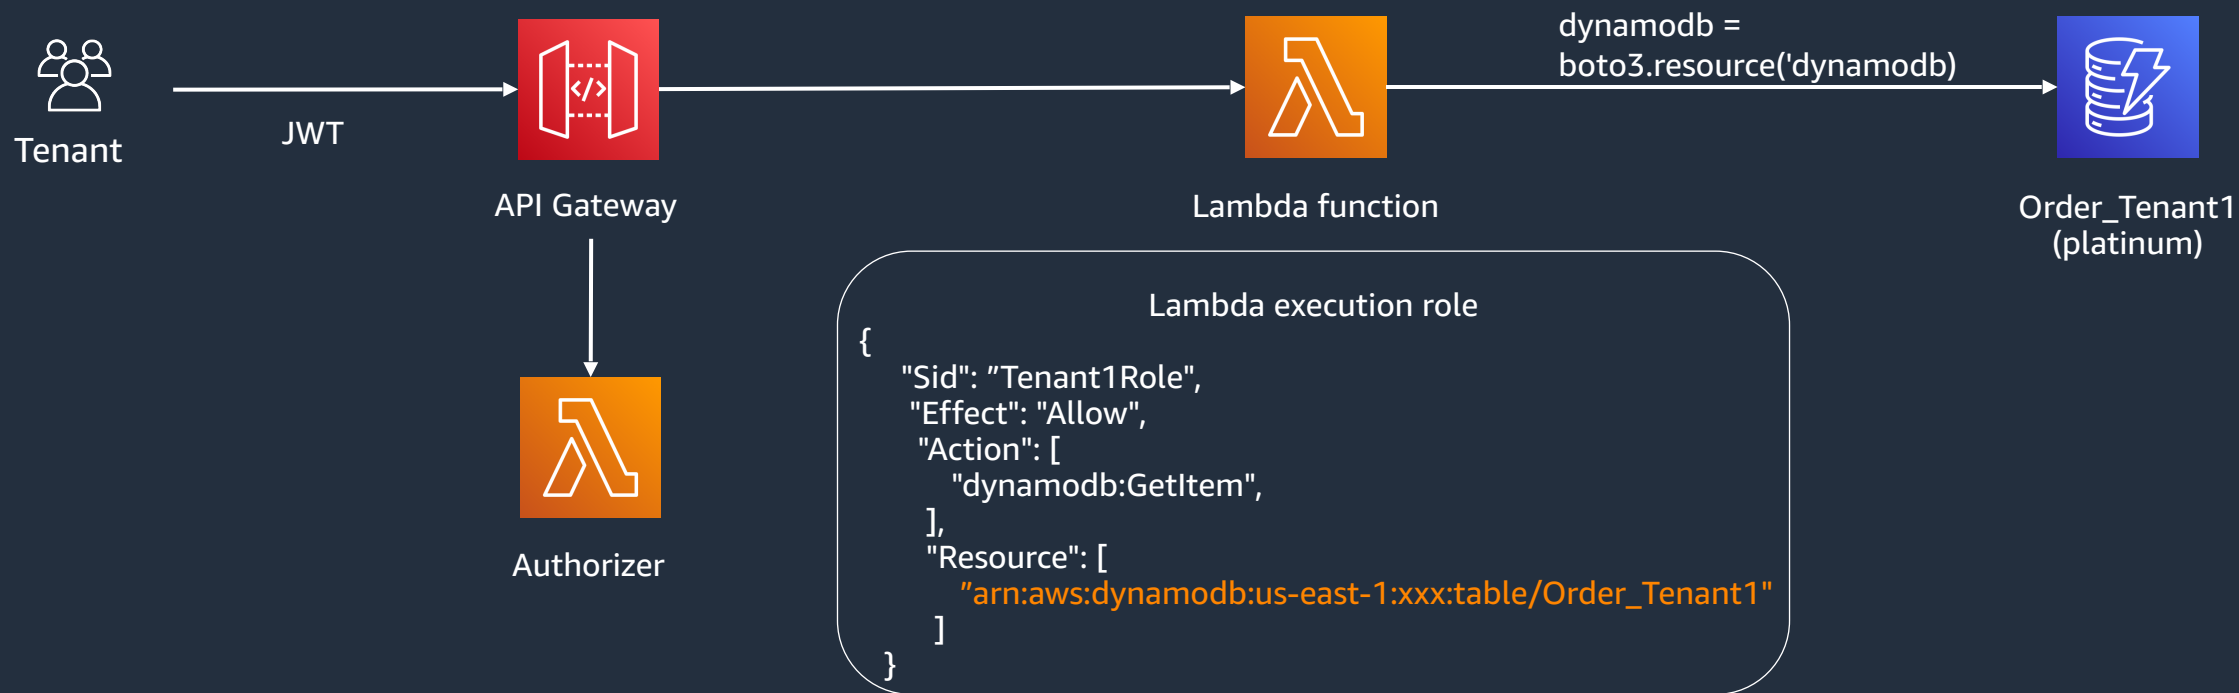 Tenant
JWT
API Gateway
Authorizer
Lambda function
dynamodb =
boto3.resource('dynamodb)
Order_Tenant1
(platinum)
Lambda execution role
{
"Sid": ”Tenant1Role",
"Effect": "Allow",
"Action": [
"dynamodb:GetItem",
],
"Resource": [
”arn:aws:dynamodb:us-east-1:xxx:table/Order_Tenant1"
]
}